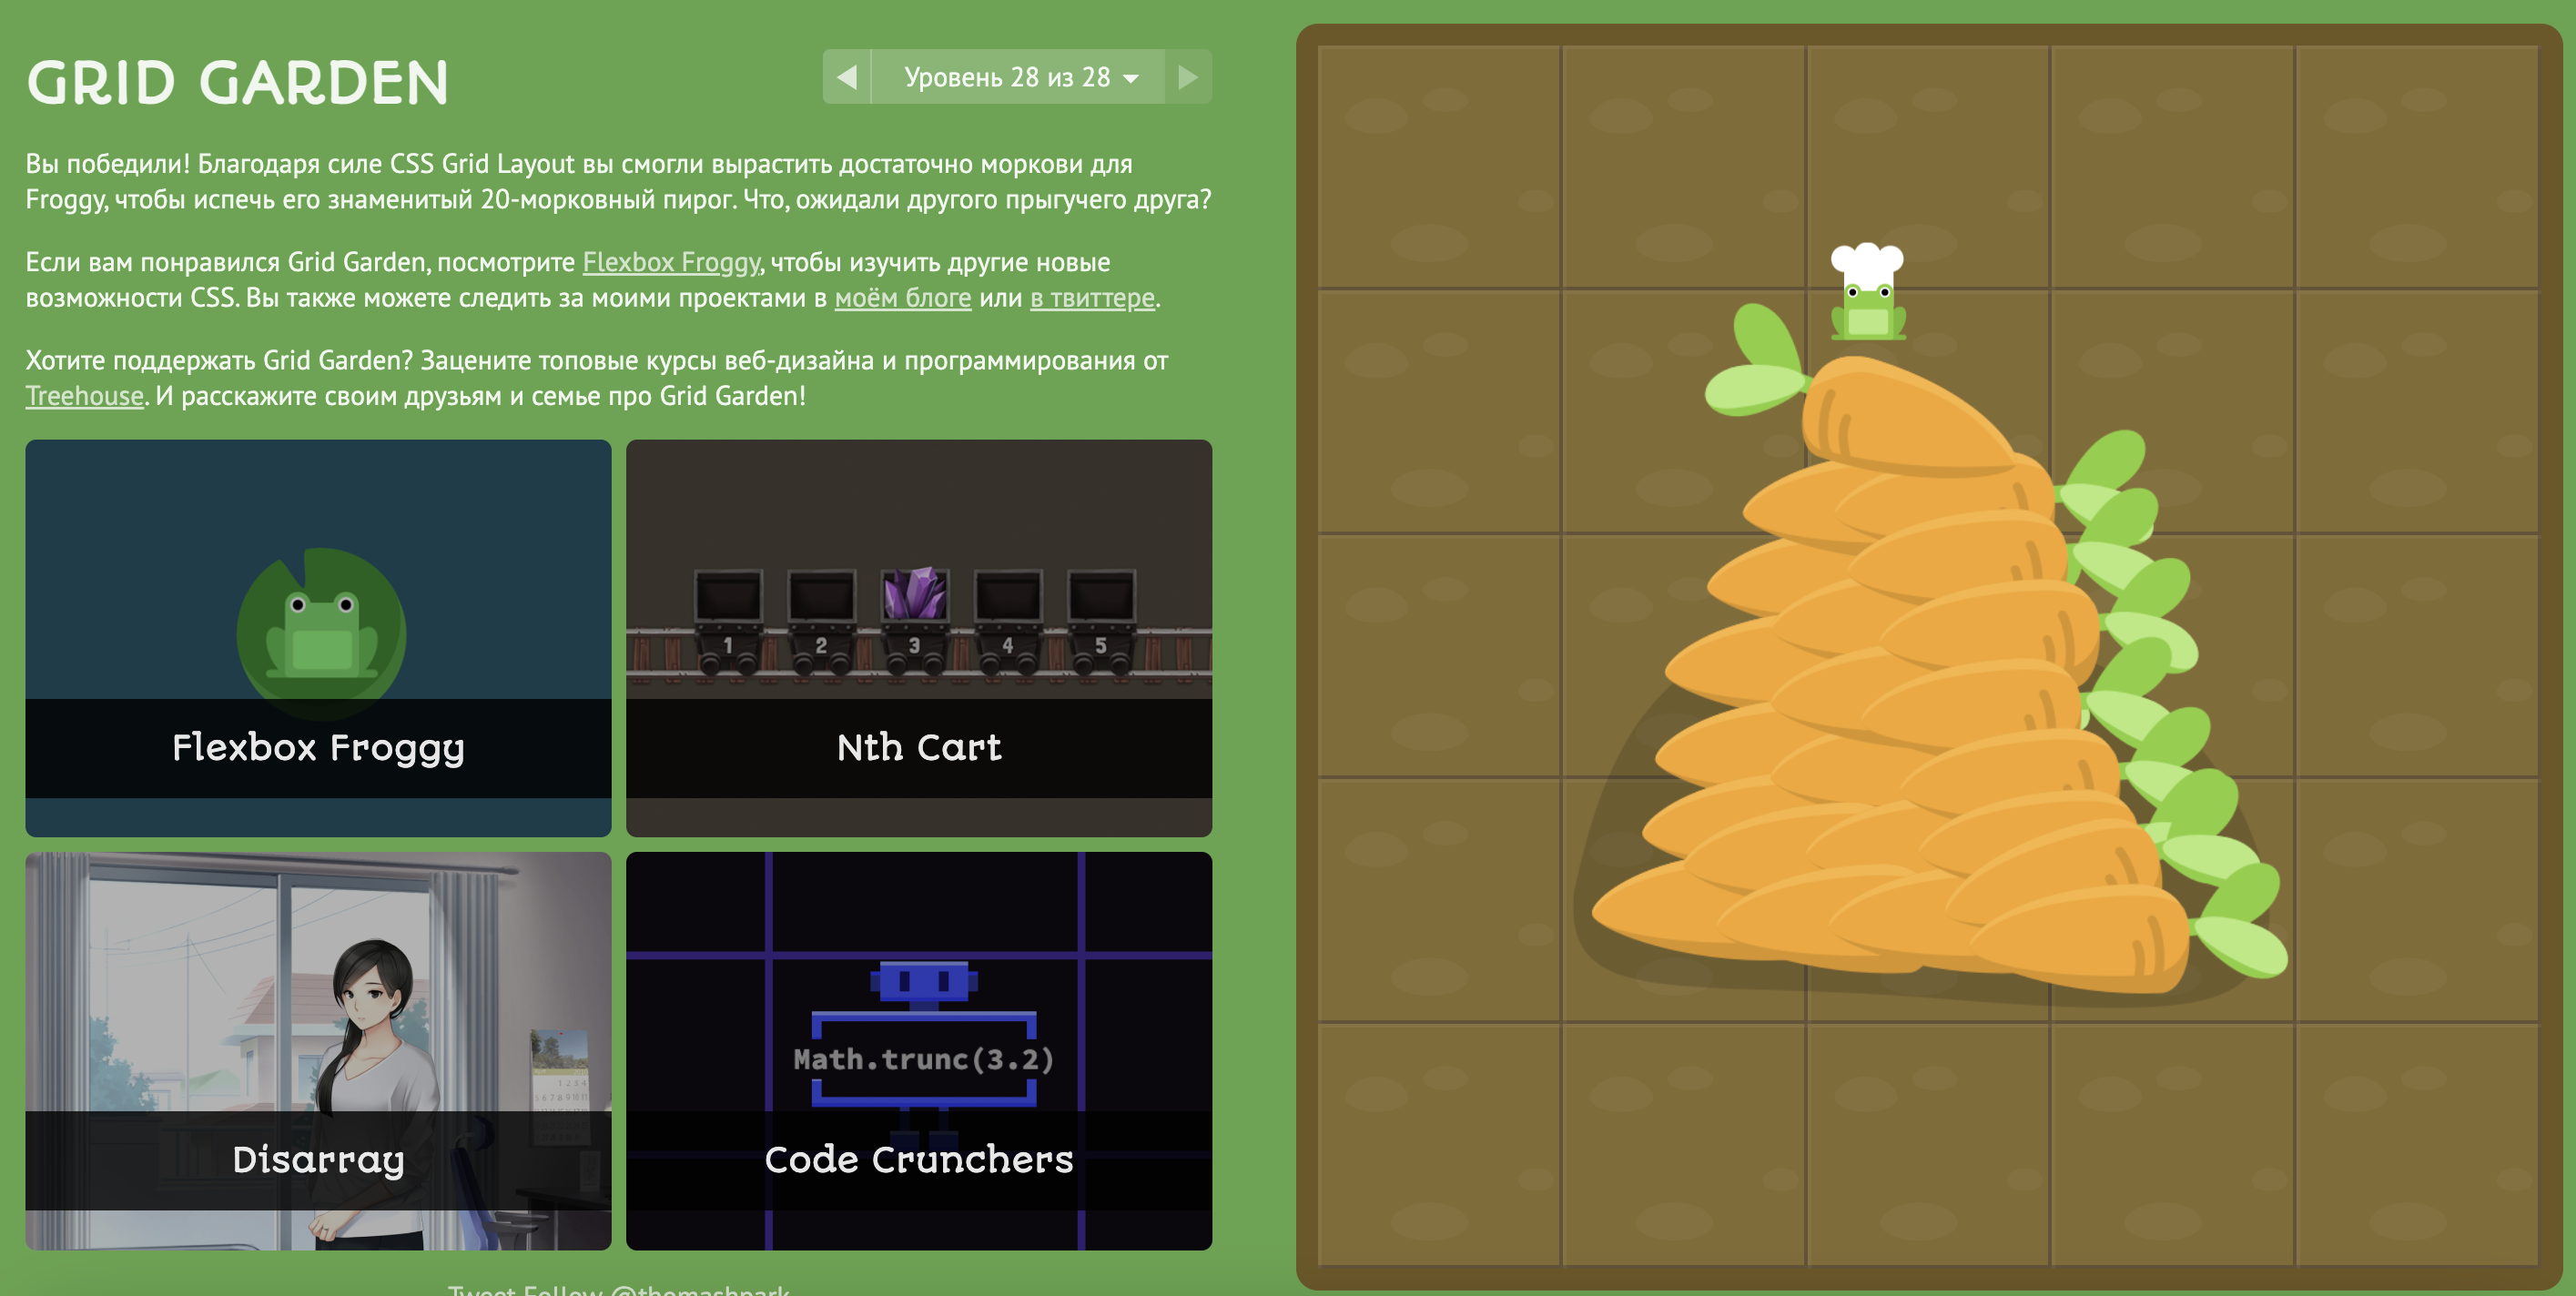 GRID GARDEN
Уровень 28 из 28
Вы победили! Благодаря силе CSS Grid Layout вы смогли вырастить достаточно моркови для
Froggy, чтобы испечь его знаменитый 20-морковный пирог. Что, ожидали другого прыгучего друга?
Если вам понравился Grid Garden, посмотрите Flexbox Froggy, чтобы изучить другие новые
возможности CSS. Вы также можете следить за моими проектами в моём блоге или в твиттере.
Хотите поддержать Grid Garden? Зацените топовые курсы веб-дизайна и программирования от
Treehouse. И расскажите своим друзьям и семье про Grid Garden!
Flexbox Froggy
1 2 3 4 5
Nth Cart
Disarray
Math.trunc(3.2)
Code Crunchers
Tweet Follow @thomashpark